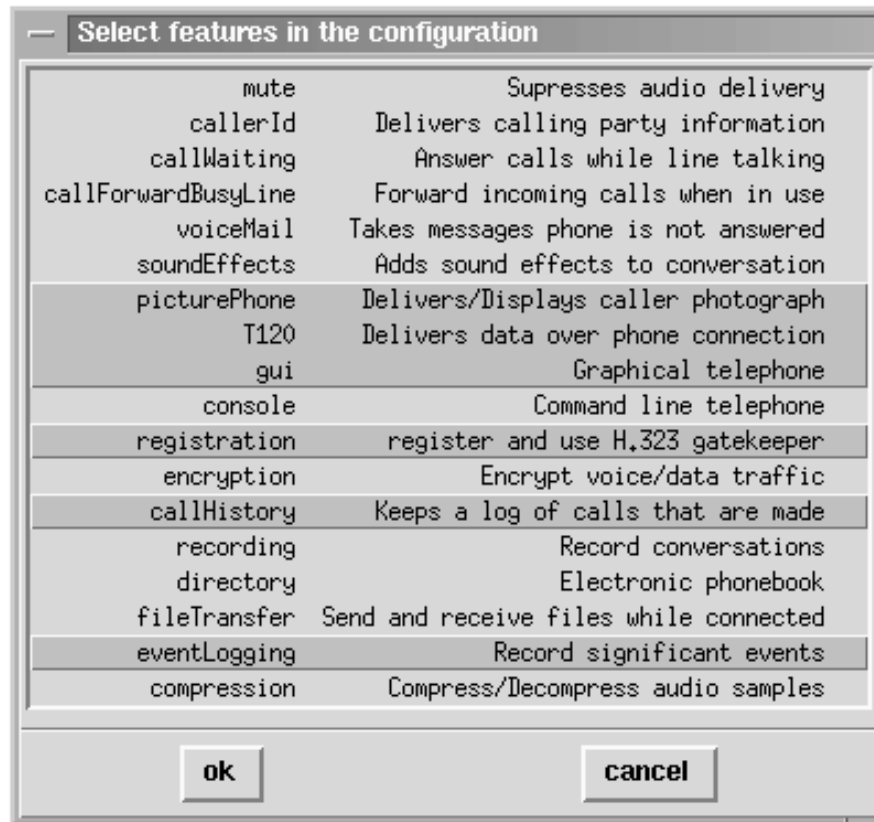 Select features in the configuration
mute Supresses audio delivery
callerId Delivers calling party information
callWaiting Answer calls while line talking
callForwardBusyLine Forward incoming calls when in use
voiceMail Takes messages phone is not answered
soundEffects Adds sound effects to conversation
picturePhone Delivers/Displays caller photograph
T120 Delivers data over phone connection
gui Graphical telephone
console Command line telephone
registration register and use H.323 gatekeeper
encryption Encrypt voice/data traffic
callHistory Keeps a log of calls that are made
recording Record conversations
directory Electronic phonebook
fileTransfer Send and receive files while connected
eventLogging Record significant events
compression Compress/Decompress audio samples
ok cancel